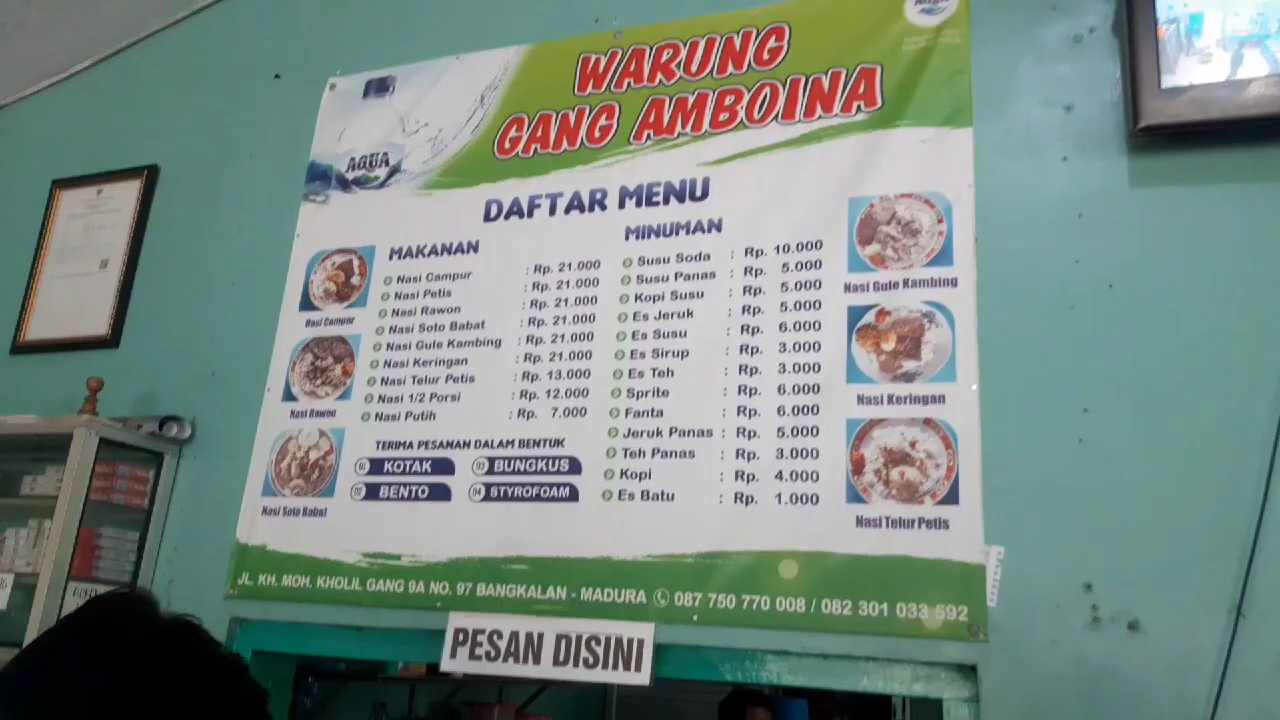 WARUNG
GANG AMBOINA
AQUA
DAFTAR MENU
MAKANAN
Nasi Campur : Rp. 21.000
Nasi Petis : Rp. 21.000
Nasi Rawon : Rp. 21.000
Nasi Soto Babat : Rp. 21.000
Nasi Gule Kambing : Rp. 21.000
Nasi Keringan : Rp. 21.000
Nasi Telur Petis : Rp. 13.000
Nasi 1/2 Porsi : Rp. 12.000
Nasi Putih : Rp. 7.000
MINUMAN
Susu Soda : Rp. 10.000
Susu Panas : Rp. 5.000
Kopi Susu : Rp. 5.000
Es Jeruk : Rp. 5.000
Es Susu : Rp. 6.000
Es Sirup : Rp. 3.000
Es Teh : Rp. 3.000
Sprite : Rp. 6.000
Fanta : Rp. 6.000
Jeruk Panas : Rp. 5.000
Teh Panas : Rp. 3.000
Kopi : Rp. 4.000
Es Batu : Rp. 1.000
Nasi Campur
Nasi Rawon
Nasi Soto Babat
Nasi Gule Kambing
Nasi Keringan
Nasi Telur Petis
TERIMA PESANAN DALAM BENTUK
01 KOTAK
03 BUNGKUS
02 BENTO
04 STYROFOAM
JL. KH. MOH. KHOLIL GANG 9A NO. 97 BANGKALAN - MADURA 087 750 770 008 / 082 301 033 592
PESAN DISINI